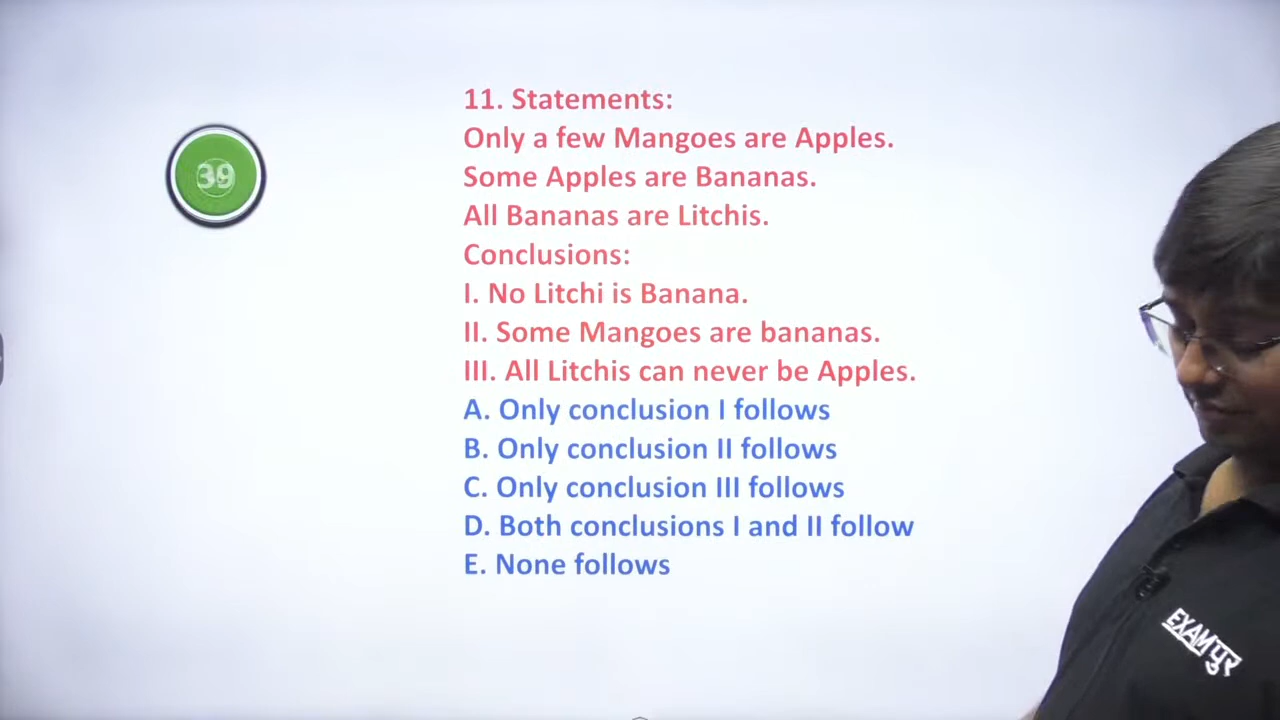 11. Statements:
Only a few Mangoes are Apples.
Some Apples are Bananas.
All Bananas are Litchis.
Conclusions:
I. No Litchi is Banana.
II. Some Mangoes are bananas.
III. All Litchis can never be Apples.
A. Only conclusion I follows
B. Only conclusion II follows
C. Only conclusion III follows
D. Both conclusions I and II follow
E. None follows
39
EXAMपुर